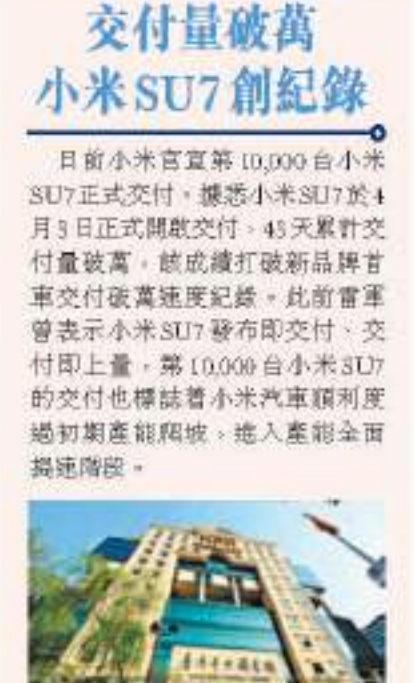 交付量破萬
小米SU7創紀錄
日前小米官宣第10,000台小米
SU7正式交付。據悉小米SU7於4
月3日正式開啟交付，43天累計交
付量破萬，該成績打破新品牌首
車交付破萬速度紀錄。此前雷軍
曾表示小米SU7發布即交付、交
付即上量，第10,000台小米SU7
的交付也標誌着小米汽車順利度
過初期產能爬坡，進入產能全面
提速階段。